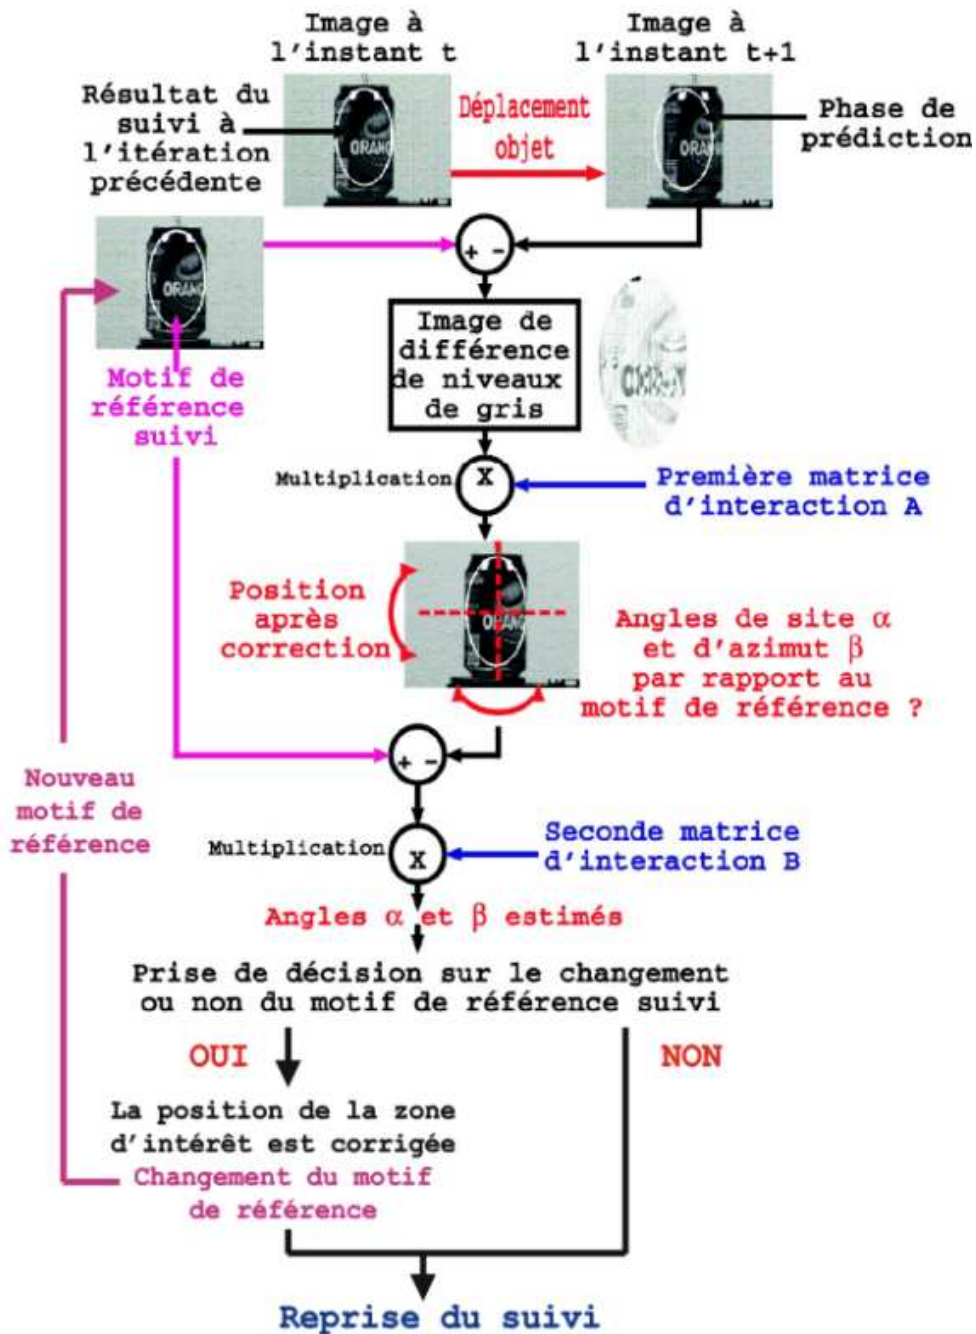 Image à
l'instant t
Image à
l'instant t+1
Résultat du
suivi à
l'itération
précédente
Déplacement
objet
Phase de
prédiction
ORANG
ORAN
ORANG
+ -
Motif de
référence
suivi
Image de
différence
de niveaux
de gris
Multiplication
X
Première matrice
d'interaction A
Position
après
correction
ORANG
Angles de site α
et d'azimut β
par rapport au
motif de référence ?
+ -
Nouveau
motif de
référence
Multiplication
X
Seconde matrice
d'interaction B
Angles α et β estimés
Prise de décision sur le changement
ou non du motif de référence suivi
OUI
NON
La position de la zone
d'intérêt est corrigée
Changement du motif
de référence
Reprise du suivi